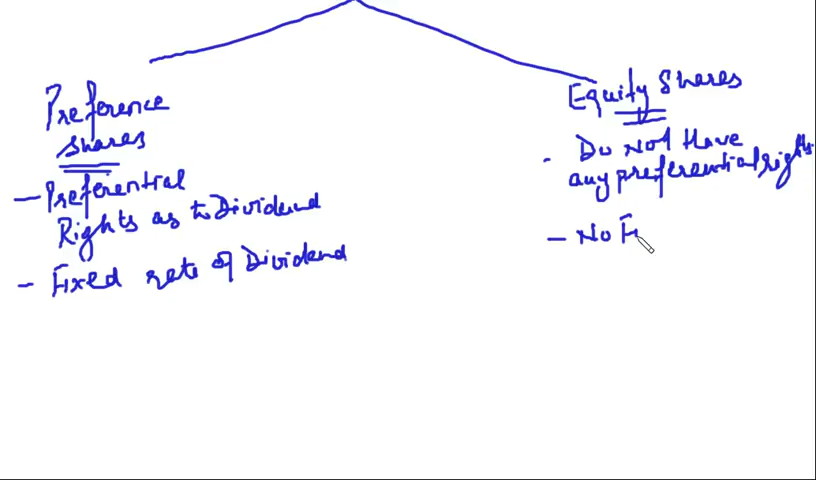 Preference
Shares
- Preferential
Rights as to Dividend
- Fixed rate of Dividend
Equity Shares
- Do Not Have
any preferential rights
- No F